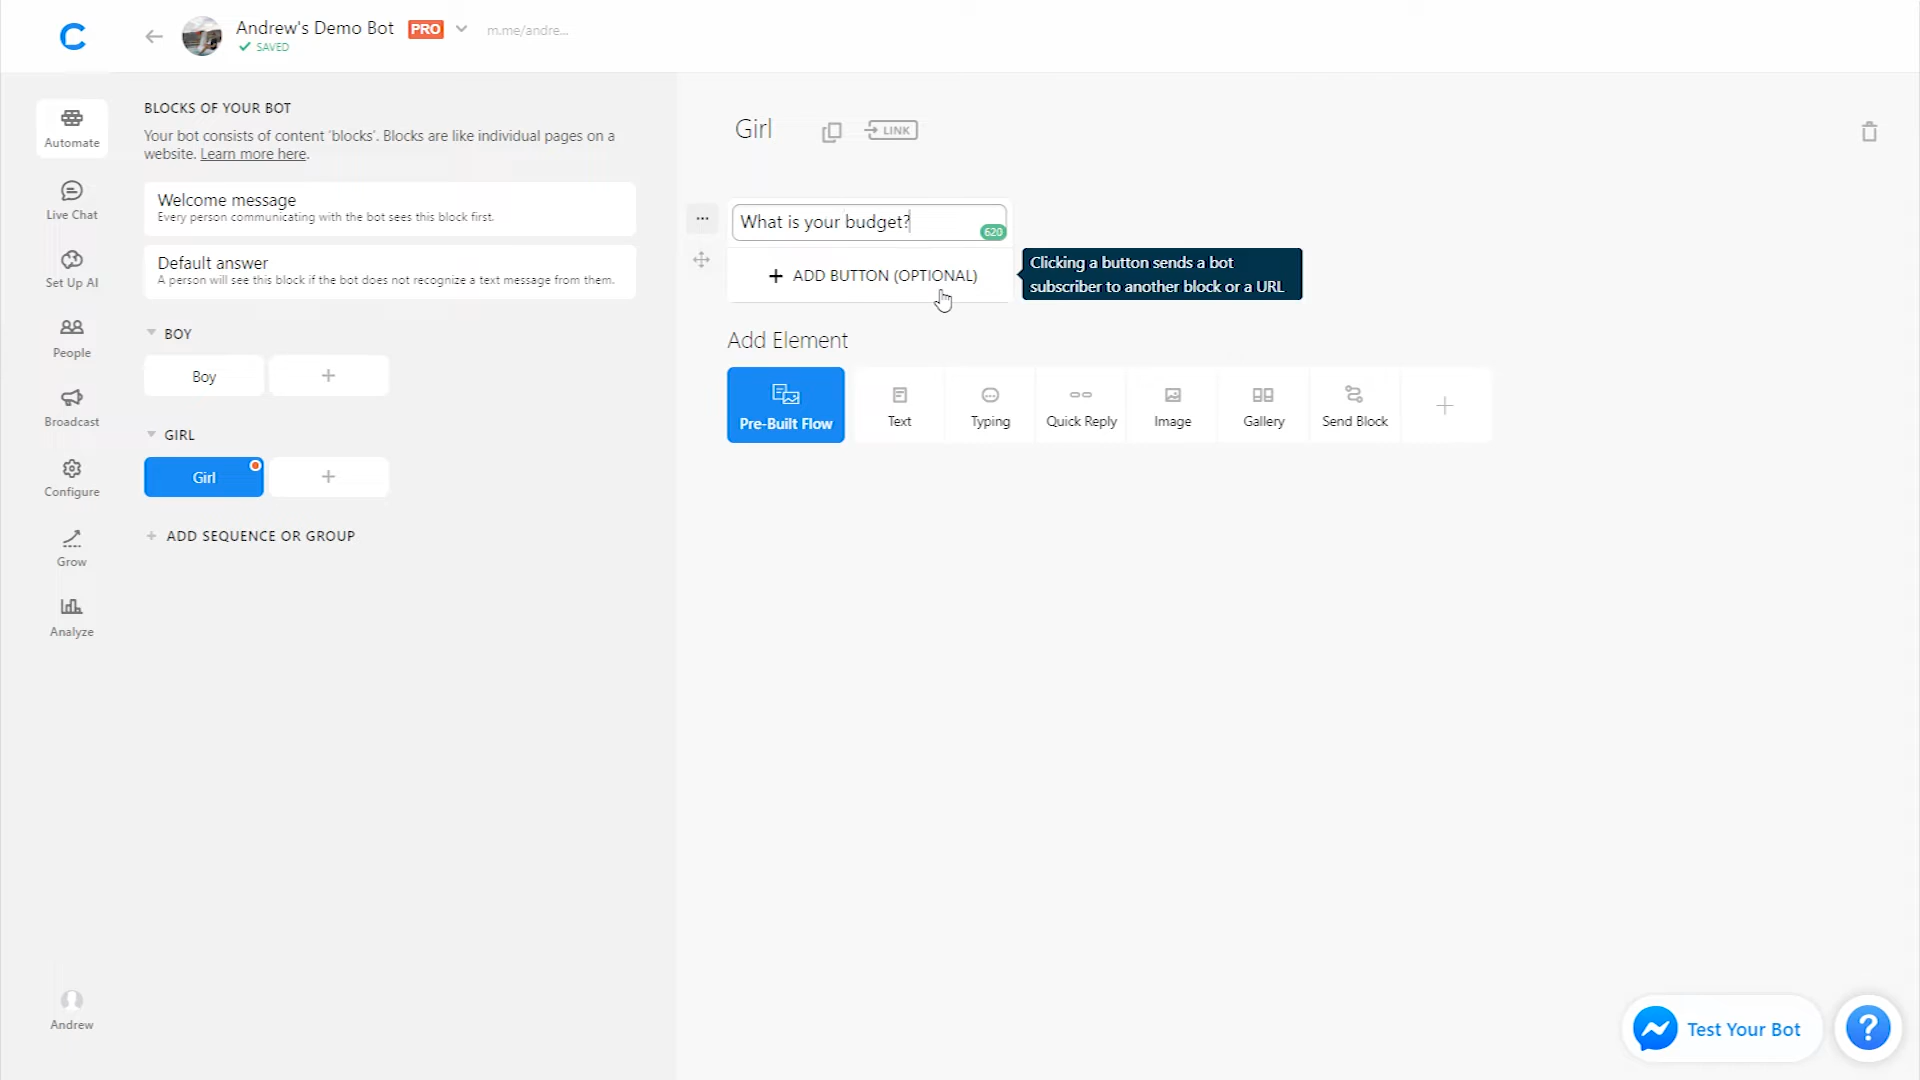 Andrew's Demo Bot PRO m.me/andre...
SAVED
Automate
Live Chat
Set Up AI
People
Broadcast
Configure
Grow
Analyze
Andrew
BLOCKS OF YOUR BOT
Your bot consists of content 'blocks'. Blocks are like individual pages on a
website. Learn more here.
Welcome message
Every person communicating with the bot sees this block first.
Default answer
A person will see this block if the bot does not recognize a text message from them.
BOY
Boy
GIRL
Girl
ADD SEQUENCE OR GROUP
Girl LINK
What is your budget?
620
ADD BUTTON (OPTIONAL)
Clicking a button sends a bot
subscriber to another block or a URL
Add Element
Pre-Built Flow Text Typing Quick Reply Image Gallery Send Block
Test Your Bot ?